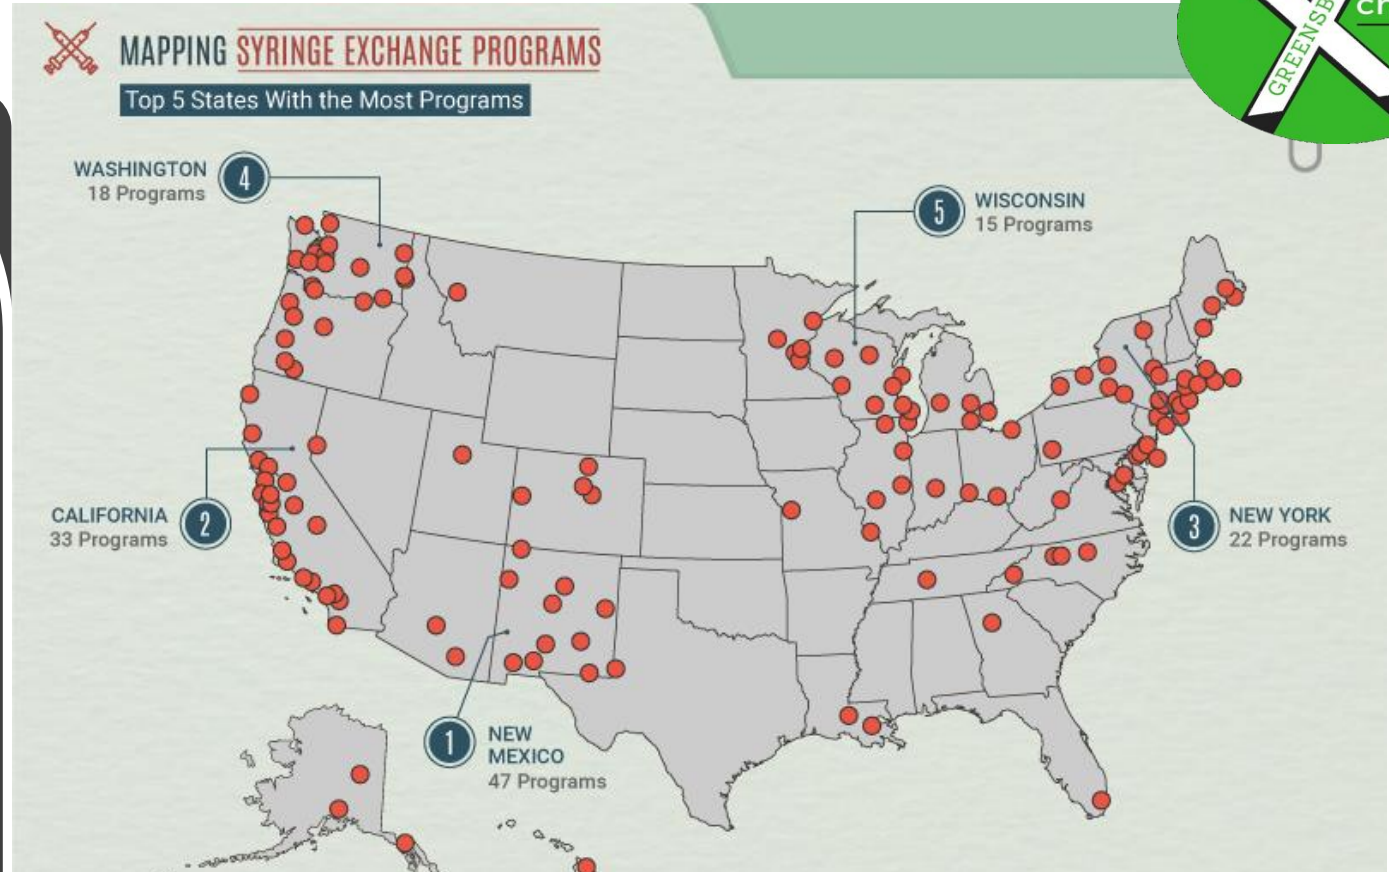 MAPPING SYRINGE EXCHANGE PROGRAMS
Top 5 States With the Most Programs
WASHINGTON
18 Programs
4
5
WISCONSIN
15 Programs
CALIFORNIA
33 Programs
2
3
NEW YORK
22 Programs
1
NEW
MEXICO
47 Programs